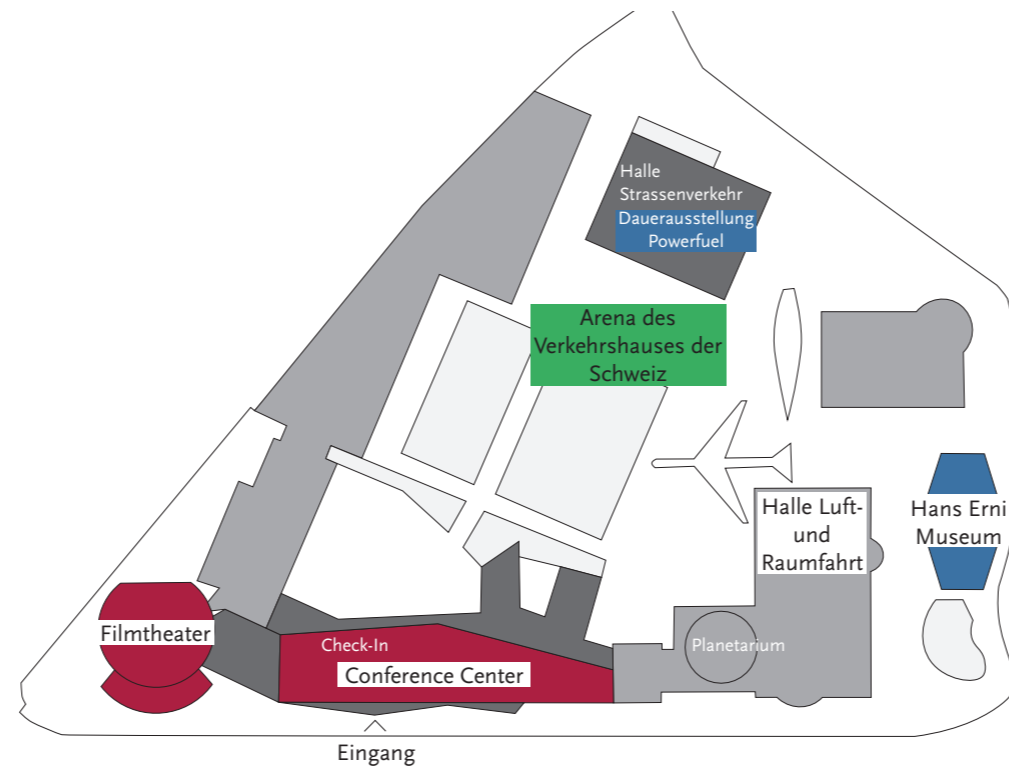 Halle
Strassenverkehr
Dauerausstellung
Powerfuel
Arena des
Verkehrshauses der
Schweiz
Halle Luft-
und
Raumfahrt
Hans Erni
Museum
Filmtheater
Check-In
Conference Center
Planetarium
Eingang